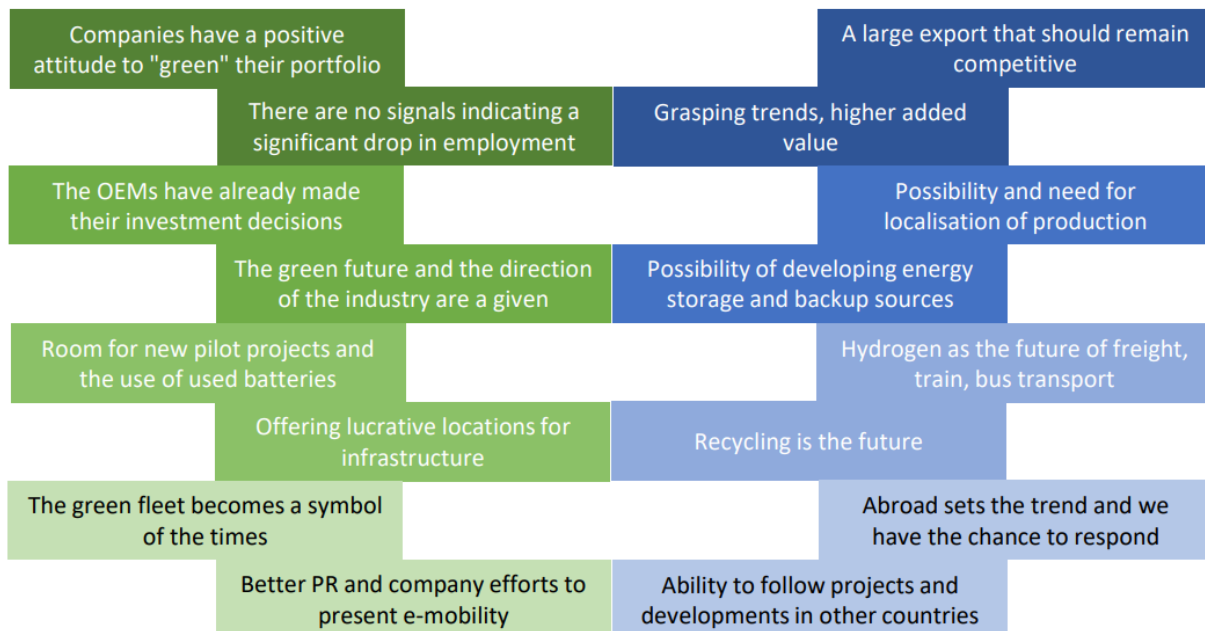 Companies have a positive
attitude to "green" their portfolio
A large export that should remain
competitive
There are no signals indicating a
significant drop in employment
Grasping trends, higher added
value
The OEMs have already made
their investment decisions
Possibility and need for
localisation of production
The green future and the direction
of the industry are a given
Possibility of developing energy
storage and backup sources
Room for new pilot projects and
the use of used batteries
Hydrogen as the future of freight,
train, bus transport
Offering lucrative locations for
infrastructure
Recycling is the future
The green fleet becomes a symbol
of the times
Abroad sets the trend and we
have the chance to respond
Better PR and company efforts to
present e-mobility
Ability to follow projects and
developments in other countries